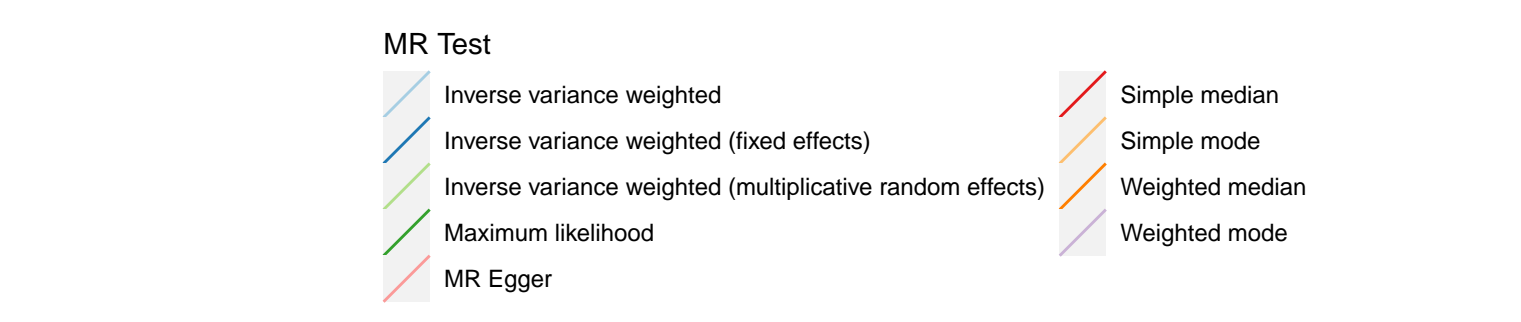 MR Test
Inverse variance weighted
Inverse variance weighted (fixed effects)
Inverse variance weighted (multiplicative random effects)
Maximum likelihood
MR Egger
Simple median
Simple mode
Weighted median
Weighted mode